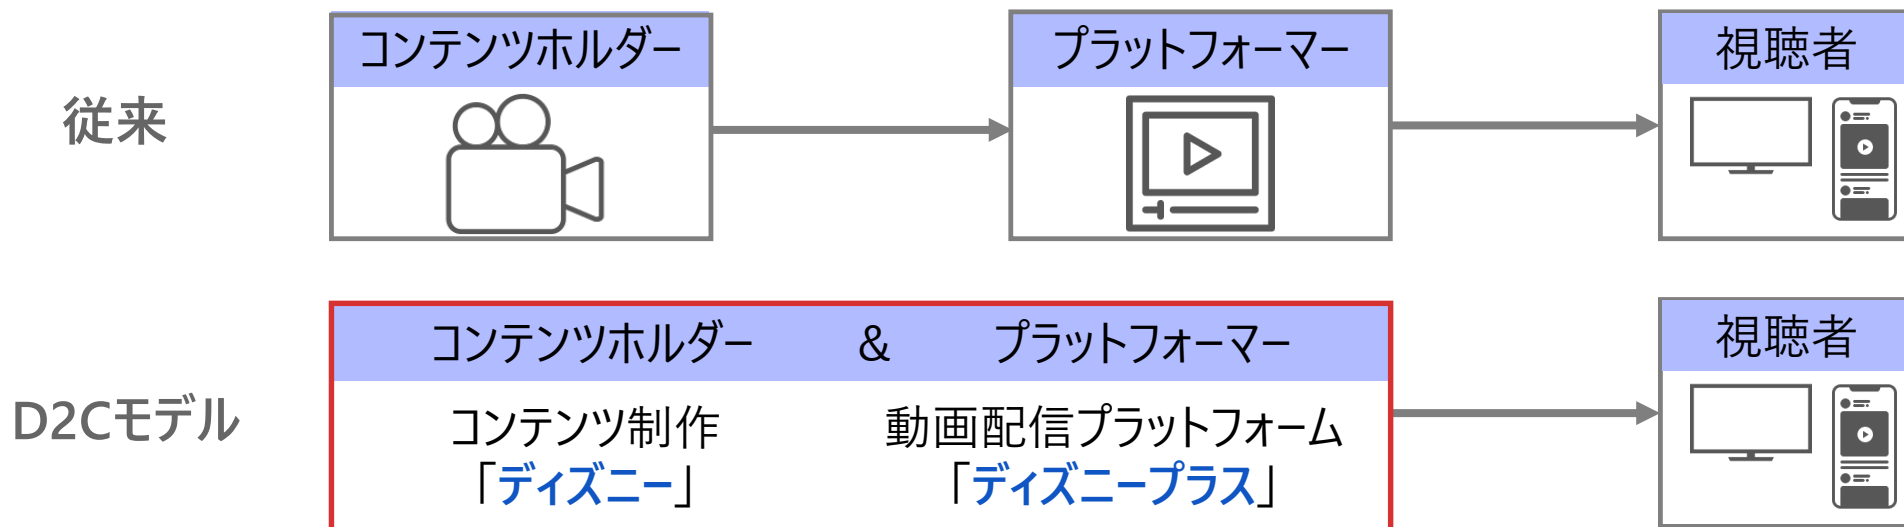 コンテンツホルダー
プラットフォーマー
視聴者
従来
コンテンツホルダー & プラットフォーマー
視聴者
D2Cモデル
コンテンツ制作
「ディズニー」
動画配信プラットフォーム
「ディズニープラス」